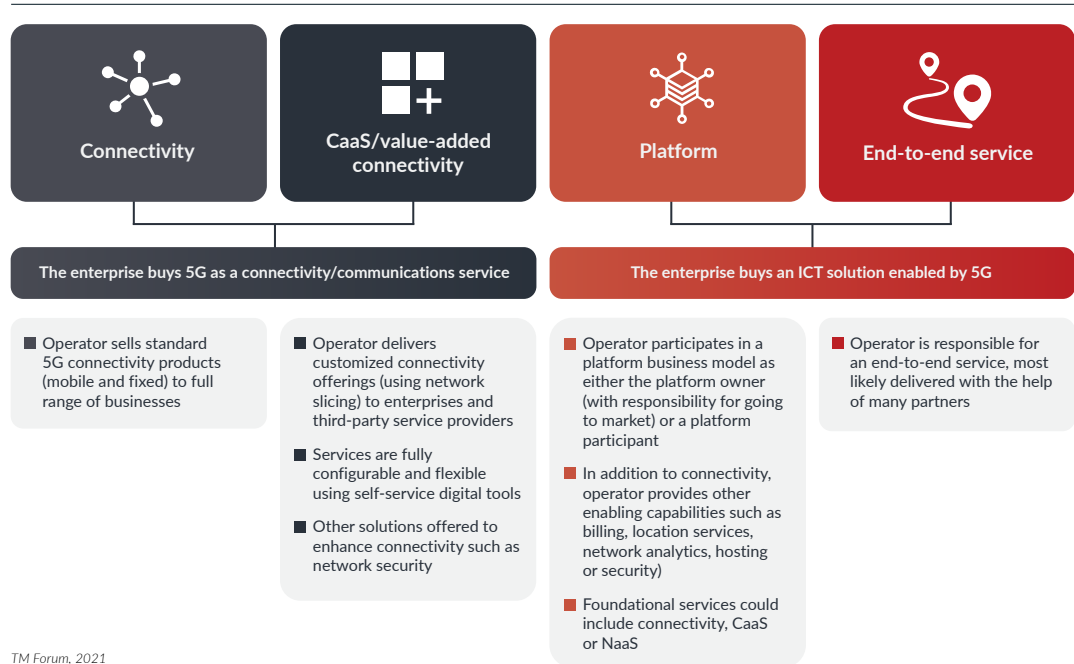 Connectivity
CaaS/value-added
connectivity
Platform
End-to-end service
The enterprise buys 5G as a connectivity/communications service
The enterprise buys an ICT solution enabled by 5G
Operator sells standard
5G connectivity products
(mobile and fixed) to full
range of businesses
Operator delivers
customized connectivity
offerings (using network
slicing) to enterprises and
third-party service providers
Services are fully
configurable and flexible
using self-service digital tools
Other solutions offered to
enhance connectivity such as
network security
Operator participates in a
platform business model as
either the platform owner
(with responsibility for going
to market) or a platform
participant
In addition to connectivity,
operator provides other
enabling capabilities such as
billing, location services,
network analytics, hosting
or security)
Foundational services could
include connectivity, CaaS
or NaaS
Operator is responsible for
an end-to-end service, most
likely delivered with the help
of many partners
TM Forum, 2021